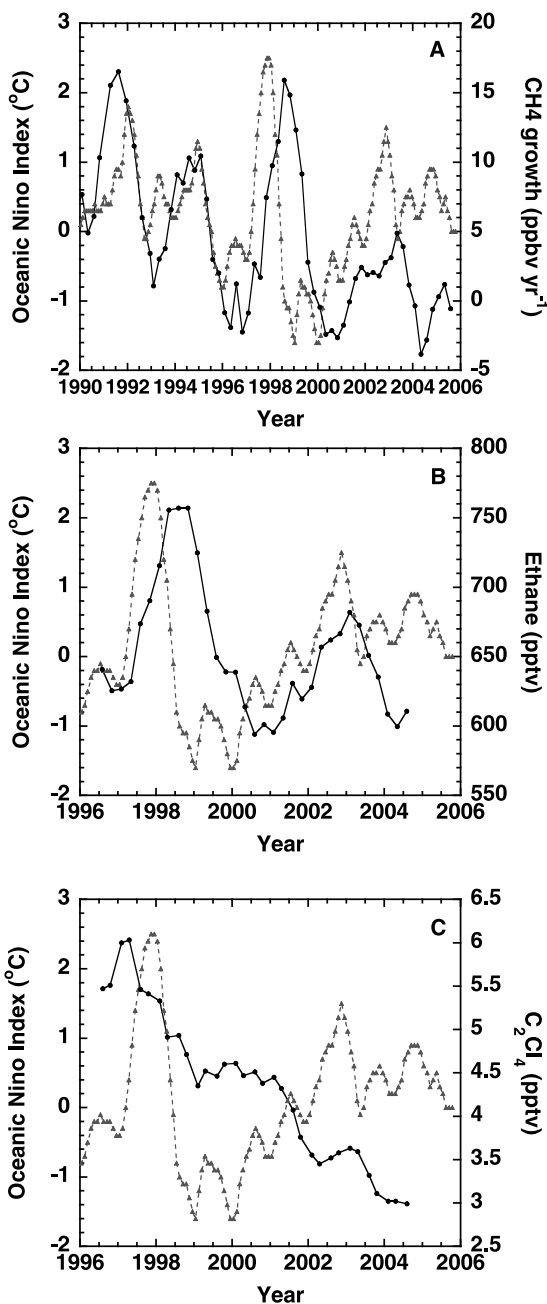 A
Oceanic Nino Index (°C)
3
2
1
0
-1
-2
CH4 growth (ppbv yr⁻¹)
20
15
10
5
0
-5
1990 1992 1994 1996 1998 2000 2002 2004 2006
Year
B
Oceanic Nino Index (°C)
3
2
1
0
-1
-2
Ethane (pptv)
800
750
700
650
600
550
1996 1998 2000 2002 2004 2006
Year
C
Oceanic Nino Index (°C)
3
2
1
0
-1
-2
C₂Cl₄ (pptv)
6.5
6
5.5
5
4.5
4
3.5
3
2.5
1996 1998 2000 2002 2004 2006
Year